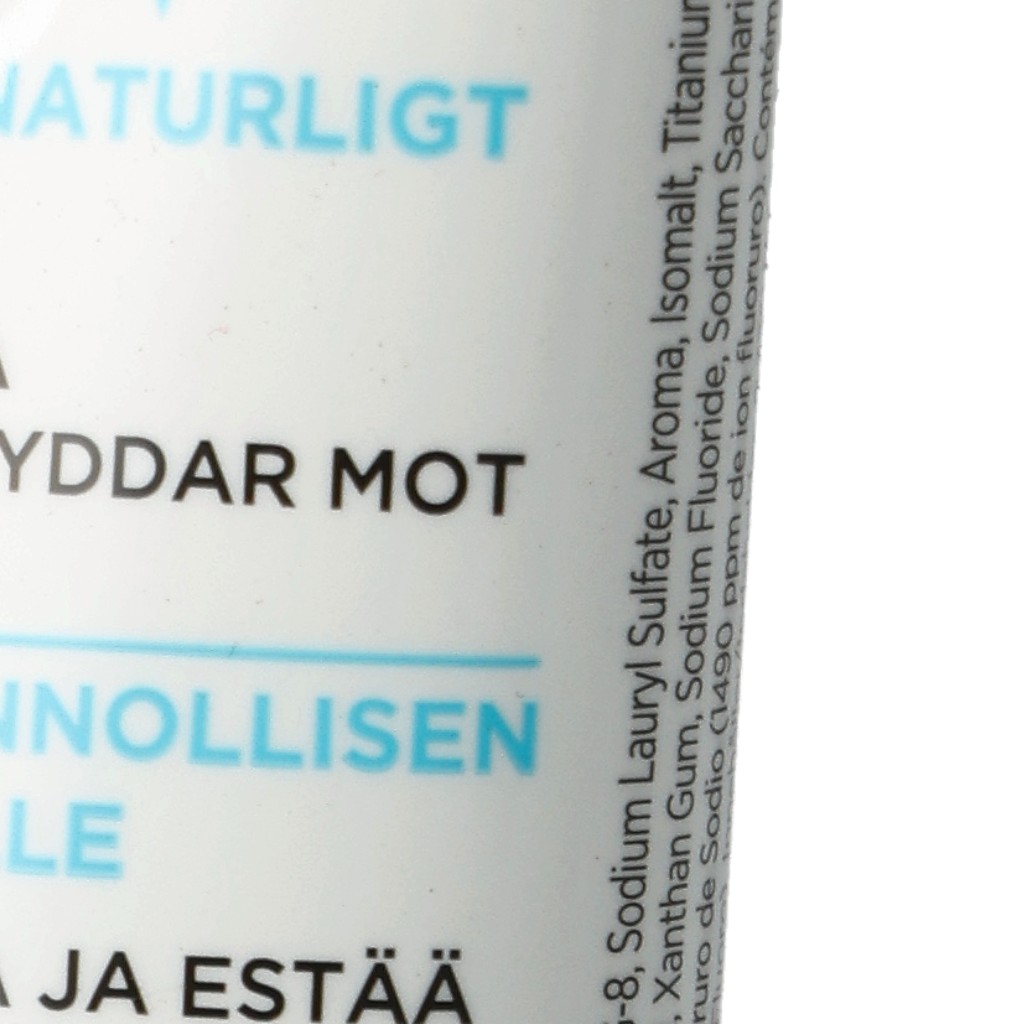 NATURLIGT
YDDAR MOT
NNOLLISEN
LE
JA ESTÄÄ
-8, Sodium Lauryl Sulfate, Aroma, Isomalt, Titaniu
, Xanthan Gum, Sodium Fluoride, Sodium Sacchari
ruro de Sodio (1490 ppm de ion fluoruro). Contém